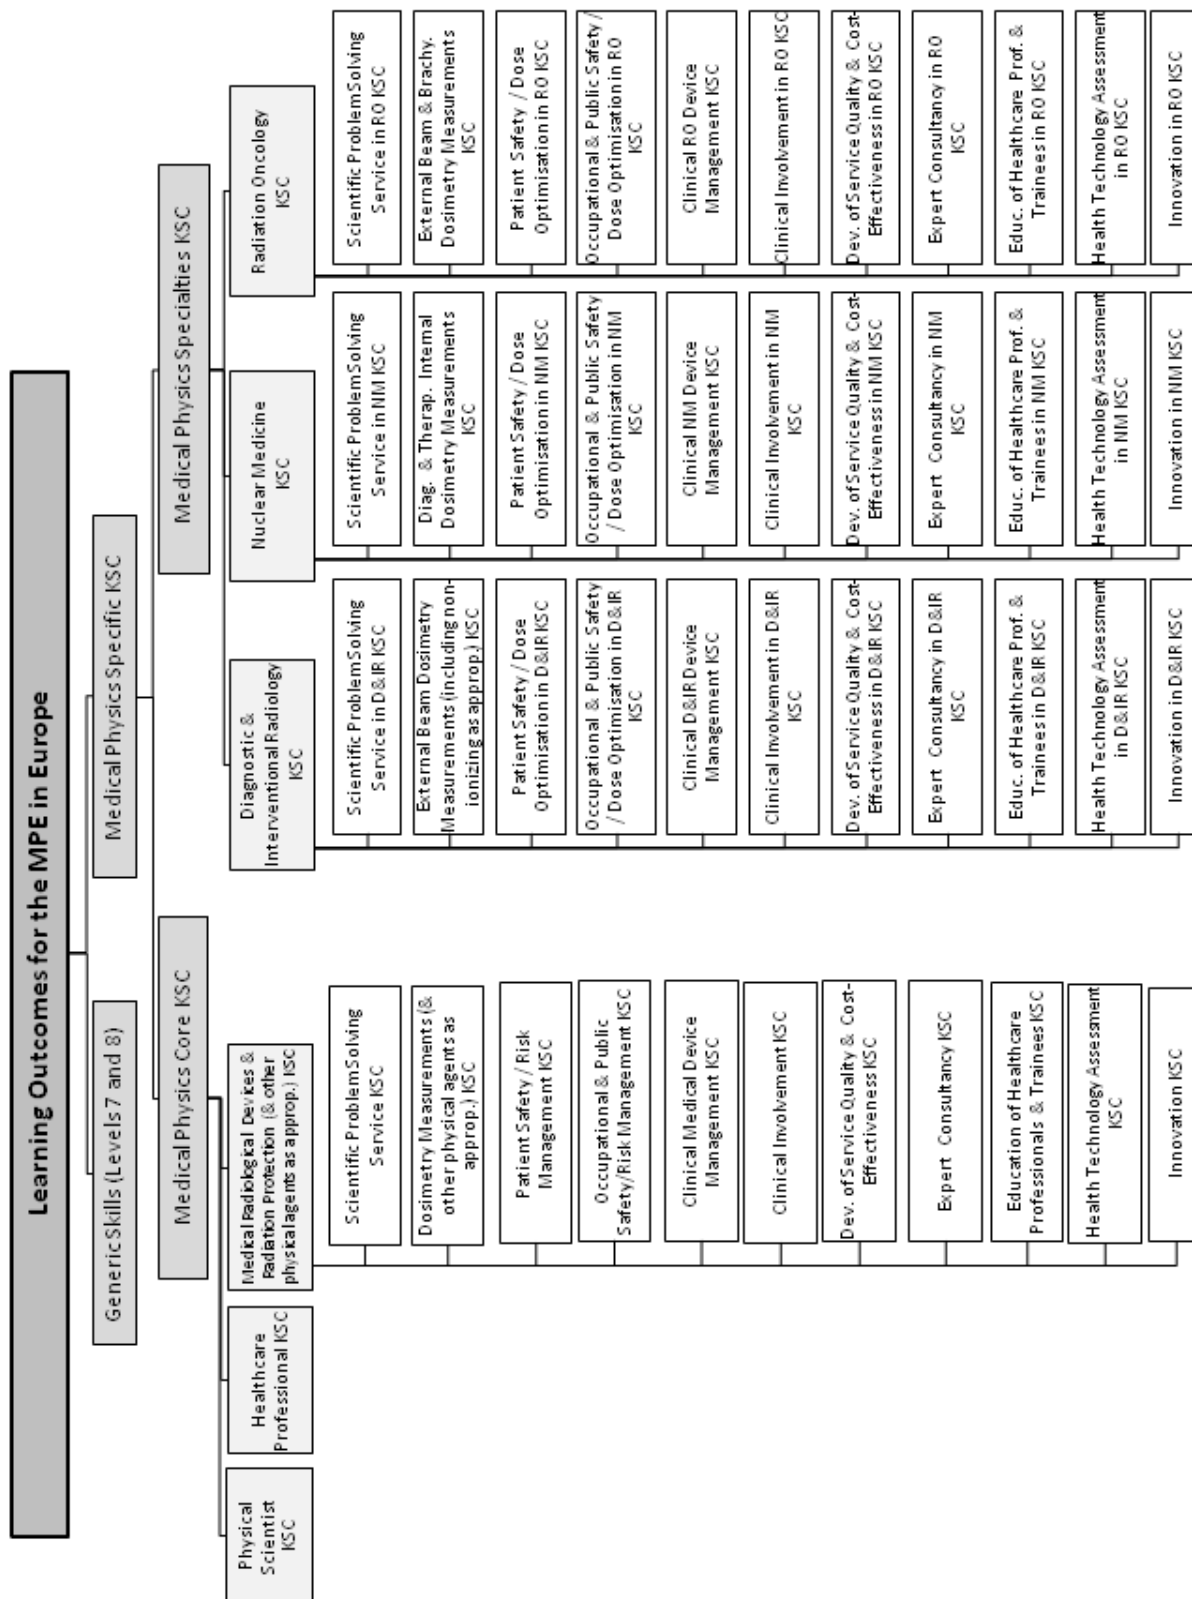 Learning Outcomes for the MPE in Europe
Generic Skills (Levels 7 and 8)
Medical Physics Specific KSC
Medical Physics Core KSC
Medical Physics Specialties KSC
Physical
Scientist
KSC
Healthcare
Professional KSC
Medical Radiological Devices &
Radiation Protection (& other
physical agents as approp.) KSC
Diagnostic &
Interventional Radiology
KSC
Nuclear Medicine
KSC
Radiation Oncology
KSC
Scientific Problem Solving
Service KSC
Dosimetry Measurements (&
other physical agents as
approp.) KSC
Patient Safety / Risk
Management KSC
Occupational & Public
Safety/Risk Management KSC
Clinical Medical Device
Management KSC
Clinical Involvement KSC
Dev. of Service Quality & Cost-
Effectiveness KSC
Expert Consultancy KSC
Education of Healthcare
Professionals & Trainees KSC
Health Technology Assessment
KSC
Innovation KSC
Scientific Problem Solving
Service in D&IR KSC
External Beam Dosimetry
Measurements (including non-
ionizing as approp.) KSC
Patient Safety / Dose
Optimisation in D&IR KSC
Occupational & Public Safety
/ Dose Optimisation in D&IR
KSC
Clinical D&IR Device
Management KSC
Clinical Involvement in D&IR
KSC
Dev. of Service Quality & Cost-
Effectiveness in D&IR KSC
Expert Consultancy in D&IR
KSC
Educ. of Healthcare Prof. &
Trainees in D&IR KSC
Health Technology Assessment
in D&IR KSC
Innovation in D&IR KSC
Scientific Problem Solving
Service in NM KSC
Diag. & Therap. Internal
Dosimetry Measurements
KSC
Patient Safety / Dose
Optimisation in NM KSC
Occupational & Public Safety
/ Dose Optimisation in NM
KSC
Clinical NM Device
Management KSC
Clinical Involvement in NM
KSC
Dev. of Service Quality & Cost-
Effectiveness in NM KSC
Expert Consultancy in NM
KSC
Educ. of Healthcare Prof. &
Trainees in NM KSC
Health Technology Assessment
in NM KSC
Innovation in NM KSC
Scientific Problem Solving
Service in RO KSC
External Beam & Brachy.
Dosimetry Measurements
KSC
Patient Safety / Dose
Optimisation in RO KSC
Occupational & Public Safety /
Dose Optimisation in RO
KSC
Clinical RO Device
Management KSC
Clinical Involvement in RO KSC
Dev. of Service Quality & Cost-
Effectiveness in RO KSC
Expert Consultancy in RO
KSC
Educ. of Healthcare Prof. &
Trainees in RO KSC
Health Technology Assessment
in RO KSC
Innovation in RO KSC